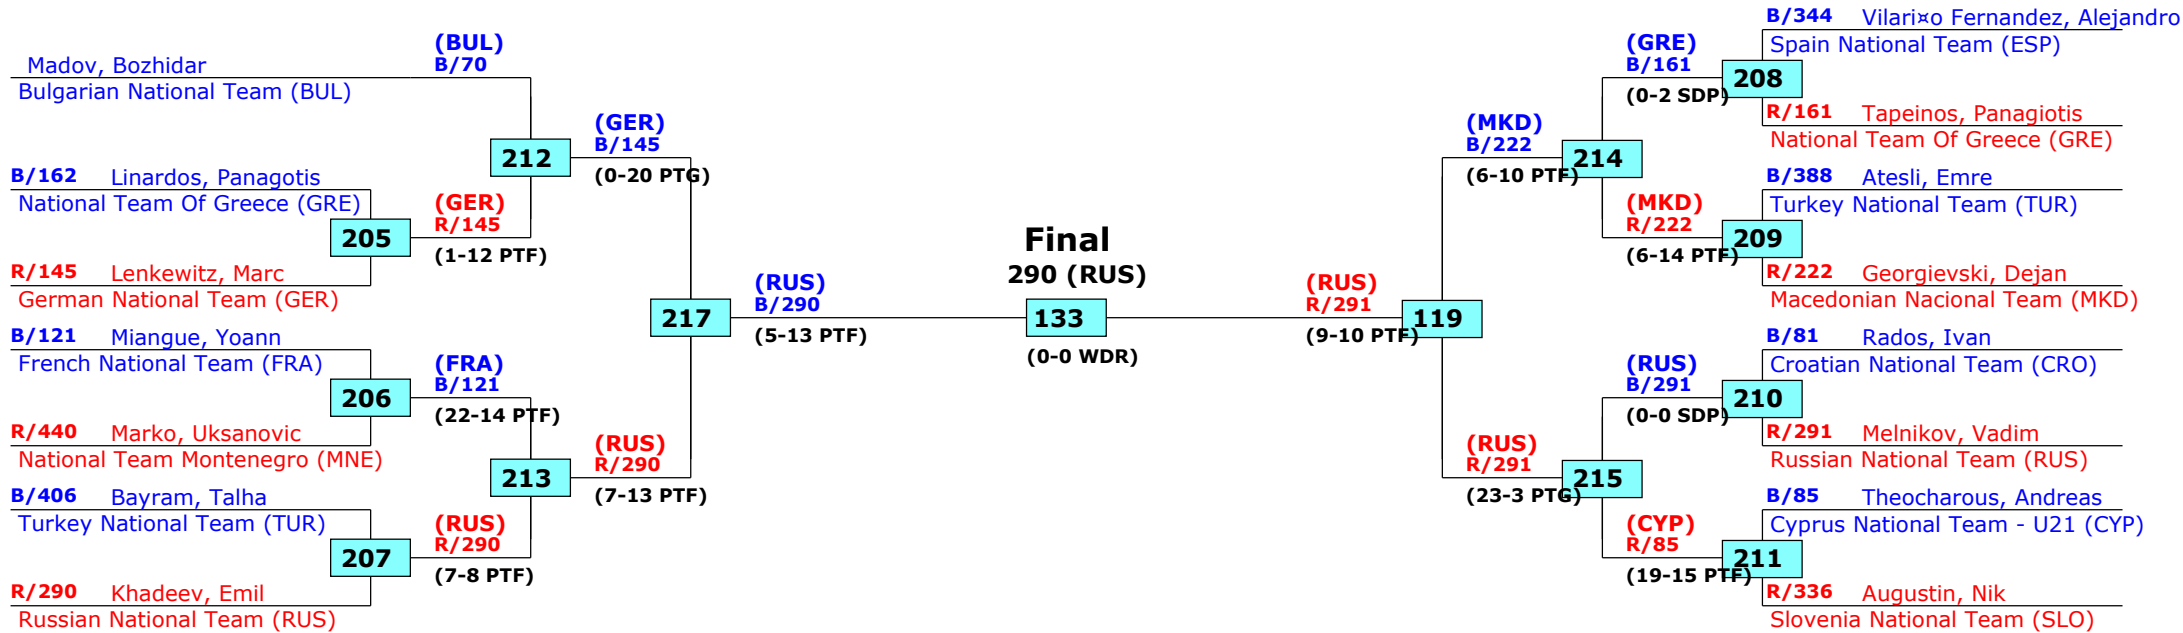 (BUL)
B/70
Madov, Bozhidar
Bulgarian National Team (BUL)
212
(GER)
B/145
(0-20 PTG)
B/162 Linardos, Panagotis
National Team Of Greece (GRE)
205
(GER)
R/145
(1-12 PTF)
R/145 Lenkewitz, Marc
German National Team (GER)
217
(RUS)
B/290
(5-13 PTF)
B/121 Miangue, Yoann
French National Team (FRA)
206
(FRA)
B/121
(22-14 PTF)
R/440 Marko, Uksanovic
National Team Montenegro (MNE)
213
(RUS)
R/290
(7-13 PTF)
B/406 Bayram, Talha
Turkey National Team (TUR)
207
(RUS)
R/290
(7-8 PTF)
R/290 Khadeev, Emil
Russian National Team (RUS)
Final
290 (RUS)
133
(0-0 WDR)
(RUS)
R/291
(9-10 PTF)
119
(MKD)
B/222
(6-10 PTF)
214
(GRE)
B/161
(0-2 SDP)
208
B/344 Vilari¤o Fernandez, Alejandro
Spain National Team (ESP)
R/161 Tapeinos, Panagiotis
National Team Of Greece (GRE)
(MKD)
R/222
(6-14 PTF)
209
B/388 Atesli, Emre
Turkey National Team (TUR)
R/222 Georgievski, Dejan
Macedonian Nacional Team (MKD)
(RUS)
R/291
(23-3 PTG)
215
(RUS)
B/291
(0-0 SDP)
210
B/81 Rados, Ivan
Croatian National Team (CRO)
R/291 Melnikov, Vadim
Russian National Team (RUS)
(CYP)
R/85
(19-15 PTF)
211
B/85 Theocharous, Andreas
Cyprus National Team - U21 (CYP)
R/336 Augustin, Nik
Slovenia National Team (SLO)